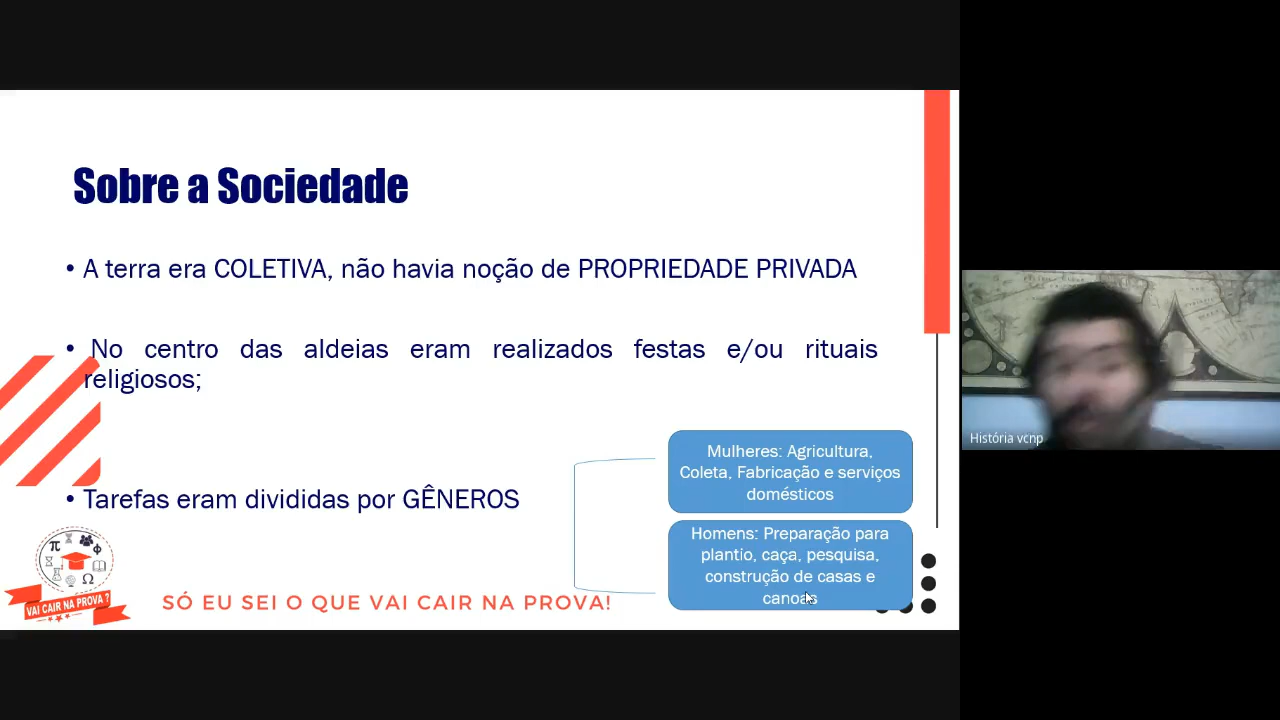 Sobre a Sociedade
• A terra era COLETIVA, não havia noção de PROPRIEDADE PRIVADA
• No centro das aldeias eram realizados festas e/ou rituais
religiosos;
• Tarefas eram divididas por GÊNEROS
Mulheres: Agricultura,
Coleta, Fabricação e serviços
domésticos
Homens: Preparação para
plantio, caça, pesquisa,
construção de casas e
canoas
VAI CAIR NA PROVA ?
SÓ EU SEI O QUE VAI CAIR NA PROVA!
História vcnp